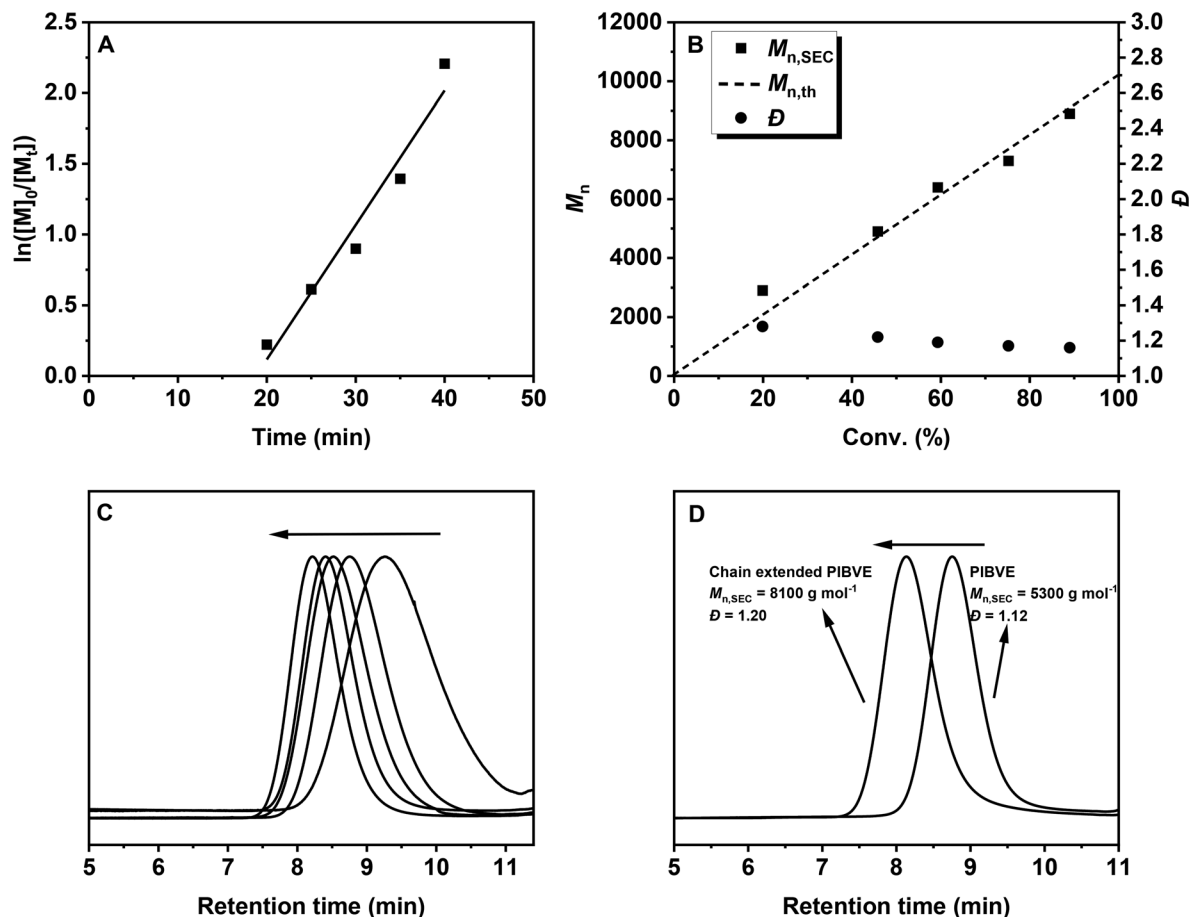 A
ln([M]₀/[Mₜ])
2.5
2.0
1.5
1.0
0.5
0.0
0 10 20 30 40 50
Time (min)
B
Mn,SEC
Mn,th
Đ
Mn
12000
10000
8000
6000
4000
2000
0
3.0
2.8
2.6
2.4
2.2
2.0
1.8
1.6
1.4
1.2
1.0
Đ
0 20 40 60 80 100
Conv. (%)
C
5 6 7 8 9 10 11
Retention time (min)
D
Chain extended PIBVE
Mn,SEC = 8100 g mol⁻¹
Đ = 1.20
PIBVE
Mn,SEC = 5300 g mol⁻¹
Đ = 1.12
5 6 7 8 9 10 11
Retention time (min)